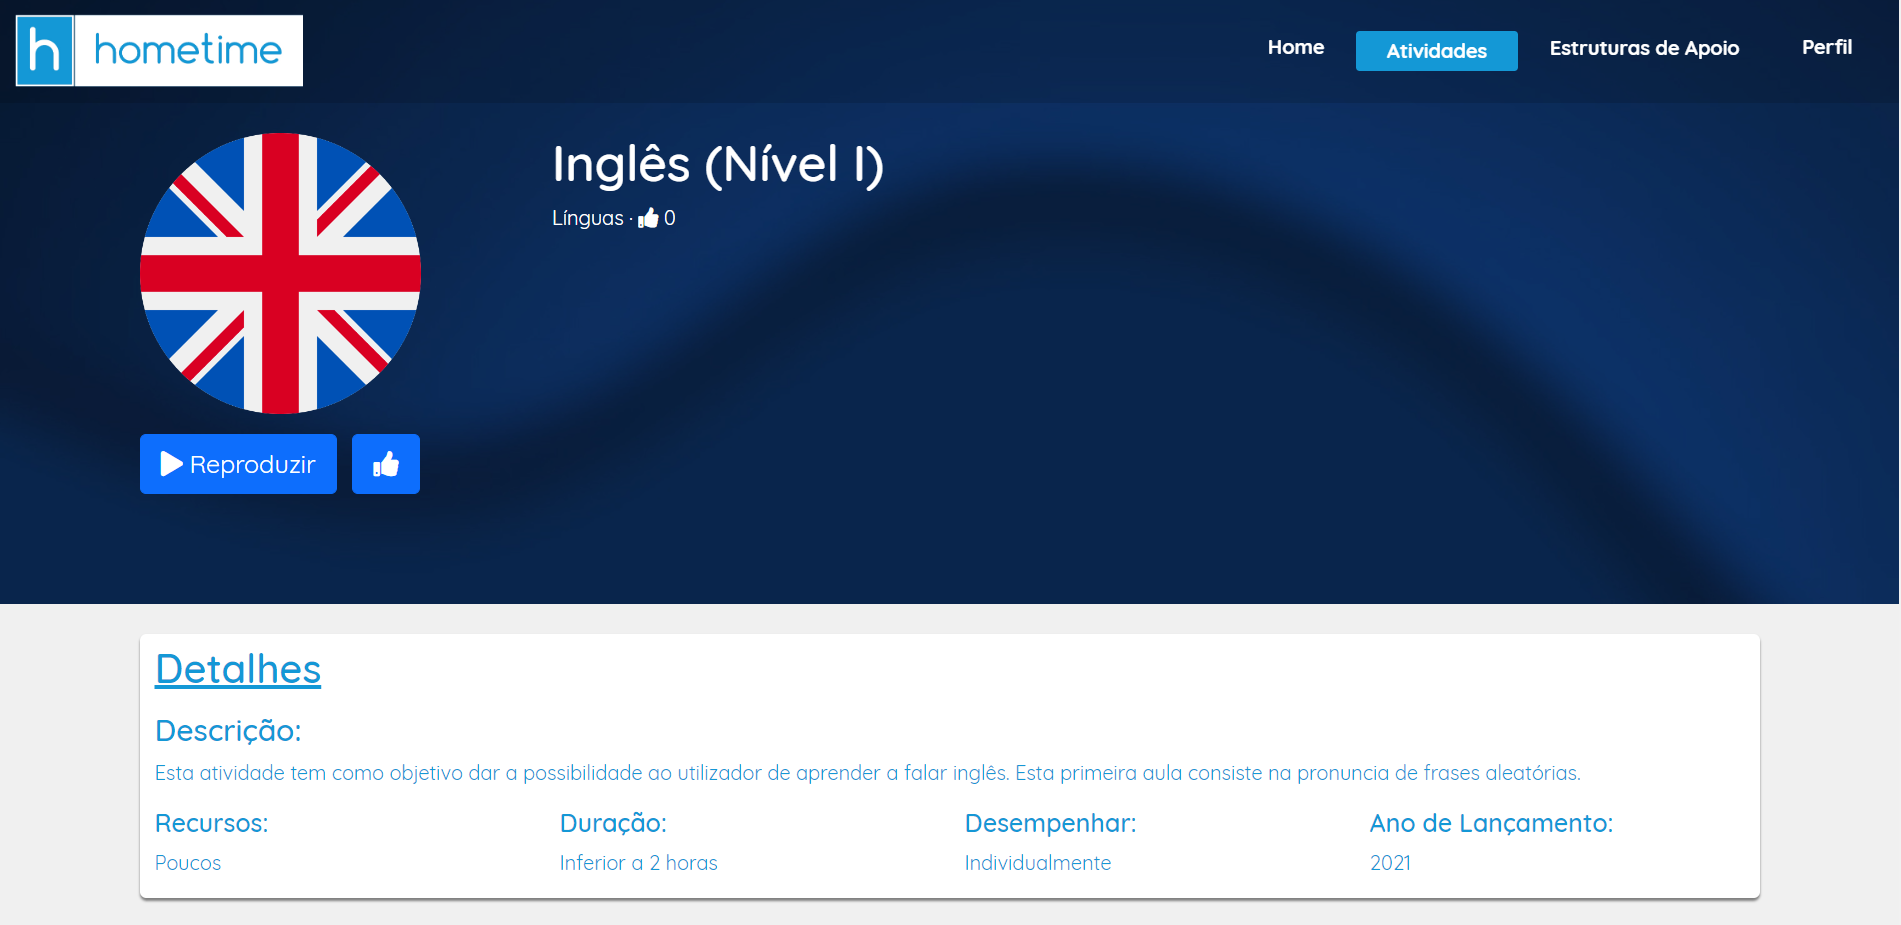 h hometime
Home Atividades Estruturas de Apoio Perfil
Inglês (Nível I)
Línguas · 0
Reproduzir
Detalhes
Descrição:
Esta atividade tem como objetivo dar a possibilidade ao utilizador de aprender a falar inglês. Esta primeira aula consiste na pronuncia de frases aleatórias.
Recursos: Duração: Desempenhar: Ano de Lançamento:
Poucos Inferior a 2 horas Individualmente 2021